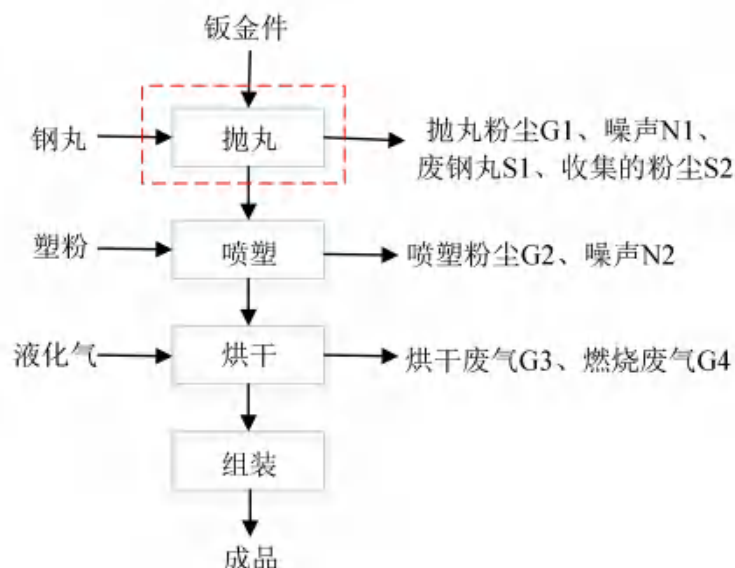 钣金件
钢丸
抛丸
抛丸粉尘G1、噪声N1、
废钢丸S1、收集的粉尘S2
塑粉
喷塑
喷塑粉尘G2、噪声N2
液化气
烘干
烘干废气G3、燃烧废气G4
组装
成品